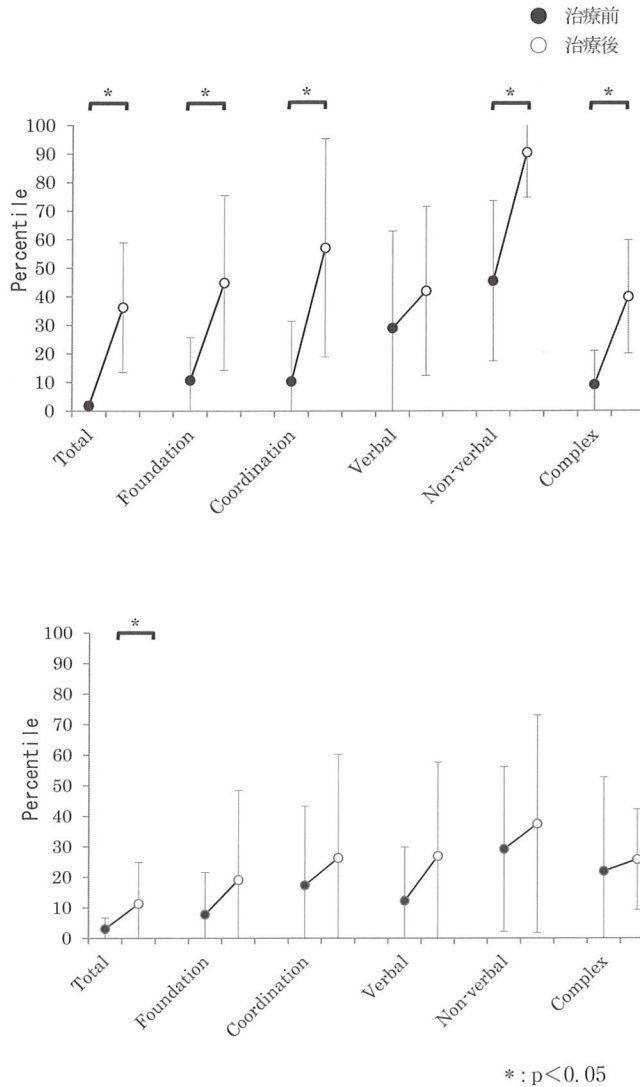 ● 治療前
○ 治療後
* * * * *
100
90
80
70
60
50
40
30
20
10
0
Percentile
Total
Foundation
Coordination
Verbal
Non-verbal
Complex
*
100
90
80
70
60
50
40
30
20
10
0
Percentile
Total
Foundation
Coordination
Verbal
Non-verbal
Complex
*: p<0.05